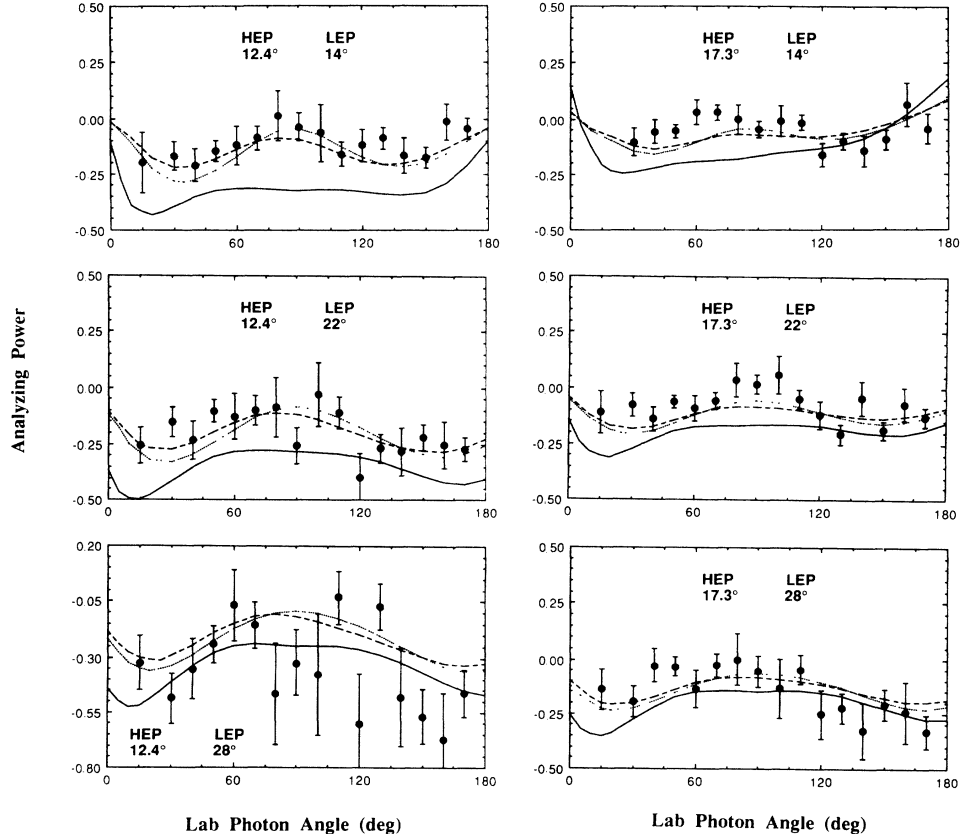 Analyzing Power
0.50
0.25
0.00
-0.25
-0.50
HEP LEP
12.4° 14°
0 60 120 180
0.50
0.25
0.00
-0.25
-0.50
HEP LEP
17.3° 14°
0 60 120 180
0.50
0.25
0.00
-0.25
-0.50
HEP LEP
12.4° 22°
0 60 120 180
0.50
0.25
0.00
-0.25
-0.50
HEP LEP
17.3° 22°
0 60 120 180
0.20
-0.05
-0.30
-0.55
-0.80
HEP LEP
12.4° 28°
0 60 120 180
0.50
0.25
0.00
-0.25
-0.50
HEP LEP
17.3° 28°
0 60 120 180
Lab Photon Angle (deg)
Lab Photon Angle (deg)